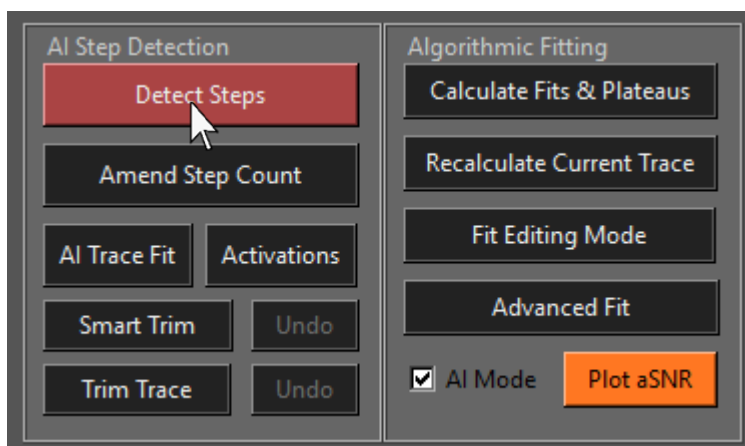 AI Step Detection
Detect Steps
Amend Step Count
AI Trace Fit
Activations
Smart Trim
Undo
Trim Trace
Undo
Algorithmic Fitting
Calculate Fits & Plateaus
Recalculate Current Trace
Fit Editing Mode
Advanced Fit
AI Mode
Plot aSNR